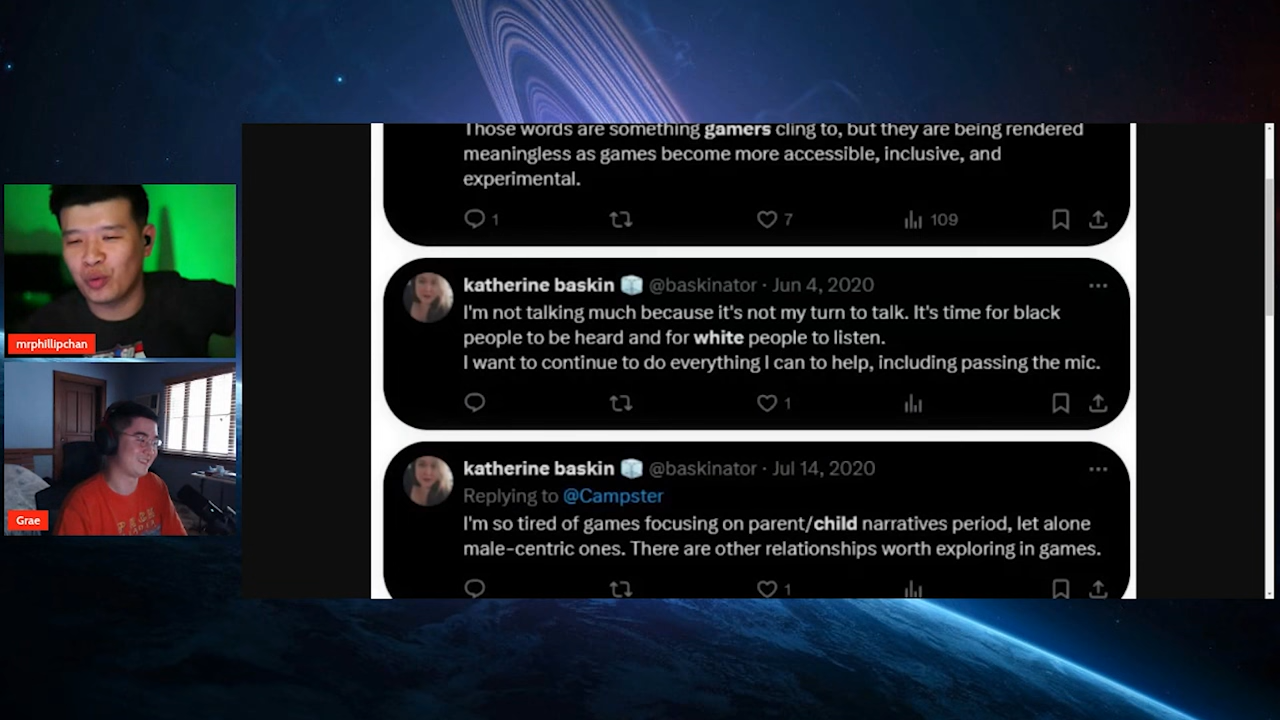 Those words are something gamers cling to, but they are being rendered
meaningless as games become more accessible, inclusive, and
experimental.
1 7 109
katherine baskin @baskinator · Jun 4, 2020
I'm not talking much because it's not my turn to talk. It's time for black
people to be heard and for white people to listen.
I want to continue to do everything I can to help, including passing the mic.
1
katherine baskin @baskinator · Jul 14, 2020
Replying to @Campster
I'm so tired of games focusing on parent/child narratives period, let alone
male-centric ones. There are other relationships worth exploring in games.
1
mrphillipchan
Grae